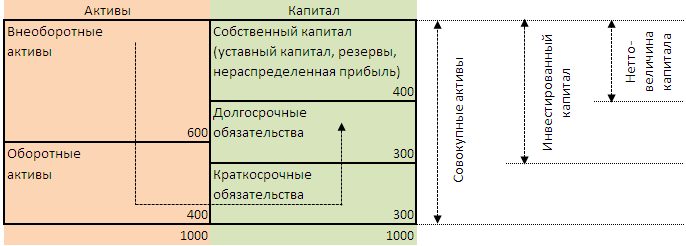 Активы
Капитал
Внеоборотные
активы
600
Собственный капитал
(уставный капитал, резервы,
нераспределенная прибыль)
400
Долгосрочные
обязательства
300
Оборотные
активы
400
Краткосрочные
обязательства
300
1000
1000
Совокупные активы
Инвестированный
капитал
Нетто-
величина
капитала